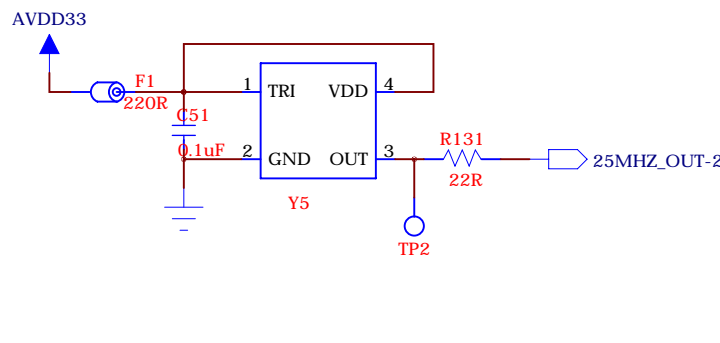 AVDD33
F1
220R
C51
0.1uF
1
TRI
VDD
4
2
GND
OUT
3
Y5
R131
22R
25MHZ_OUT-2
TP2